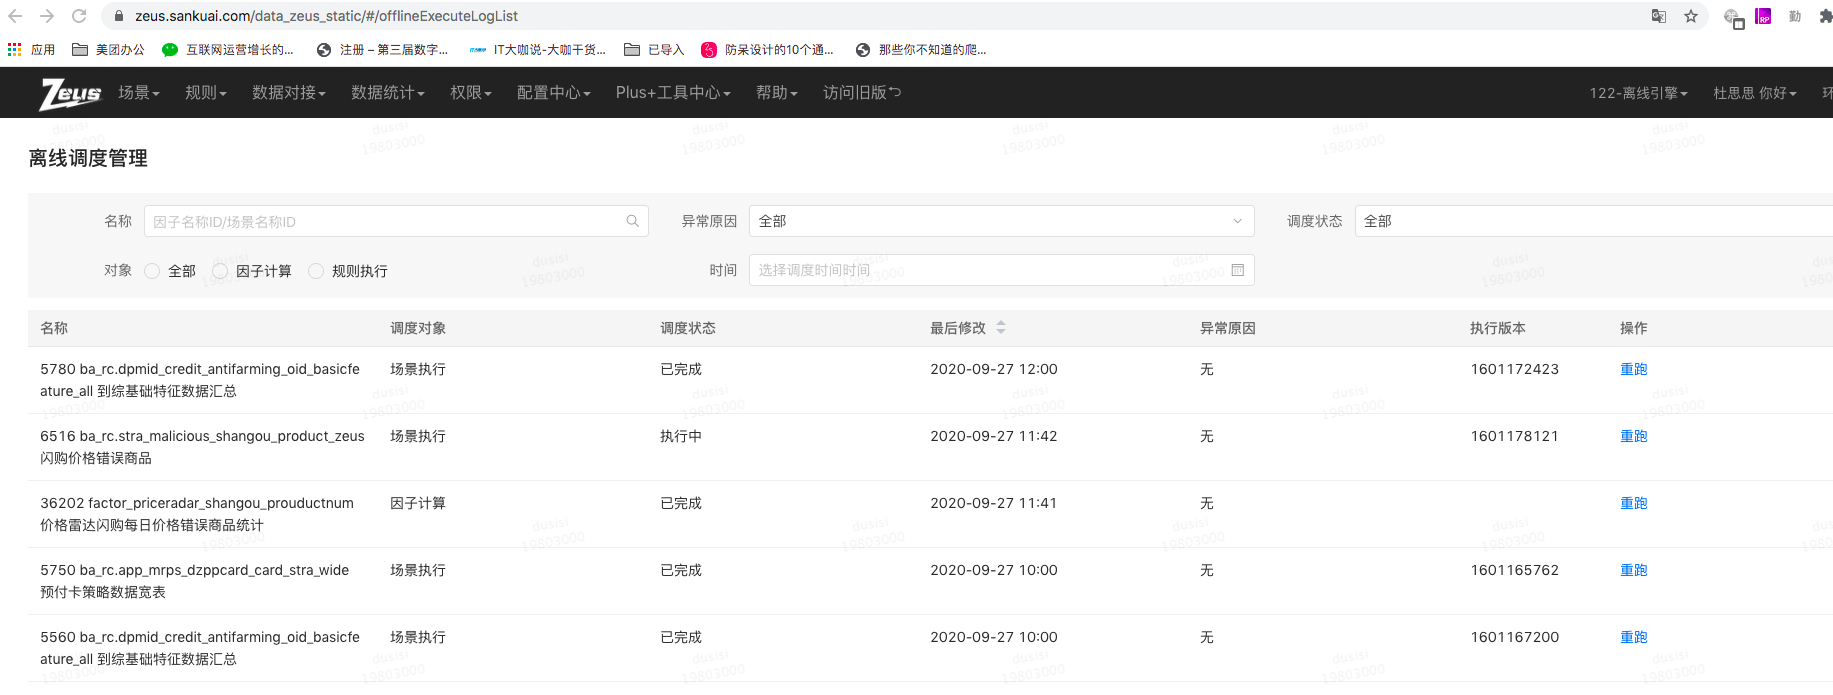 zeus.sankuai.com/data_zeus_static/#/offlineExecuteLogList
应用 美团办公 互联网运营增长的... 注册 – 第三届数字... IT大咖说-大咖干货... 已导入 防呆设计的10个通... 那些你不知道的爬...
Zeus 场景 规则 数据对接 数据统计 权限 配置中心 Plus+工具中心 帮助 访问旧版 122-离线引擎 杜思思 你好 环
离线调度管理
名称 因子名称ID/场景名称ID 异常原因 全部 调度状态 全部
对象 全部 因子计算 规则执行 时间 选择调度时间时间
名称 调度对象 调度状态 最后修改 异常原因 执行版本 操作
5780 ba_rc.dpmid_credit_antifarming_oid_basicfe 场景执行 已完成 2020-09-27 12:00 无 1601172423 重跑
ature_all 到综基础特征数据汇总
6516 ba_rc.stra_malicious_shangou_product_zeus 场景执行 执行中 2020-09-27 11:42 无 1601178121 重跑
闪购价格错误商品
36202 factor_priceradar_shangou_prouductnum 因子计算 已完成 2020-09-27 11:41 无 重跑
价格雷达闪购每日价格错误商品统计
5750 ba_rc.app_mrps_dzppcard_card_stra_wide 场景执行 已完成 2020-09-27 10:00 无 1601165762 重跑
预付卡策略数据宽表
5560 ba_rc.dpmid_credit_antifarming_oid_basicfe 场景执行 已完成 2020-09-27 10:00 无 1601167200 重跑
ature_all 到综基础特征数据汇总
dusisi
19803000